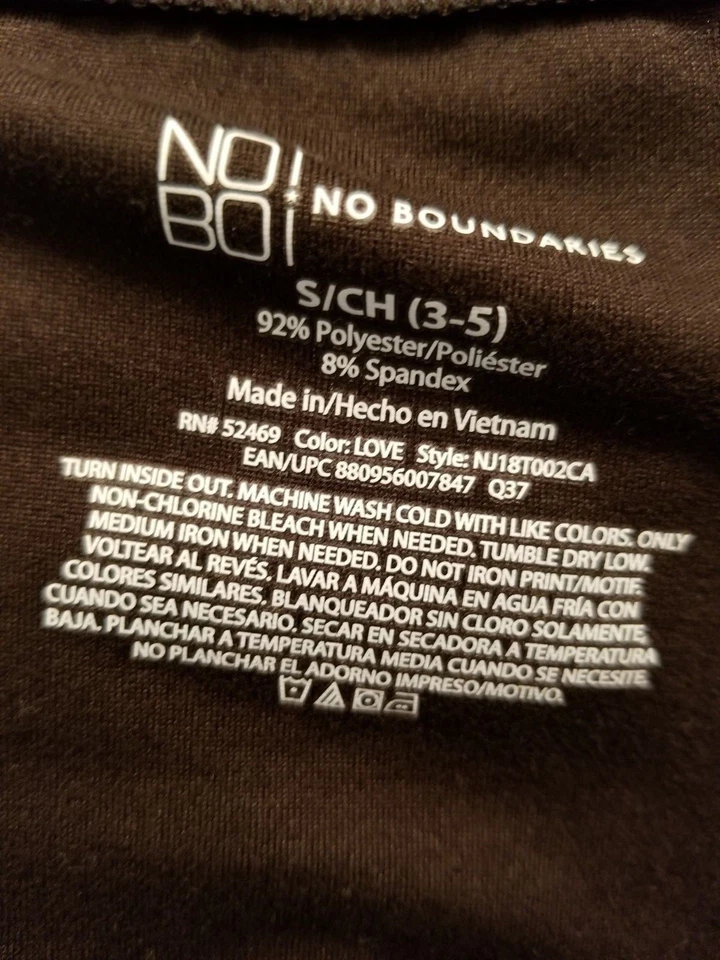 NO
BO
NO BOUNDARIES
S/CH (3-5)
92% Polyester/Poliéster
8% Spandex
Made in/Hecho en Vietnam
RN# 52469 Color: LOVE Style: NJ18T002CA
EAN/UPC 880956007847 Q37
TURN INSIDE OUT. MACHINE WASH COLD WITH LIKE COLORS. ONLY
NON-CHLORINE BLEACH WHEN NEEDED. TUMBLE DRY LOW.
MEDIUM IRON WHEN NEEDED. DO NOT IRON PRINT/MOTIF.
VOLTEAR AL REVÉS. LAVAR A MÁQUINA EN AGUA FRÍA CON
COLORES SIMILARES. BLANQUEADOR SIN CLORO SOLAMENTE,
CUANDO SEA NECESARIO. SECAR EN SECADORA A TEMPERATURA
BAJA. PLANCHAR A TEMPERATURA MEDIA CUANDO SE NECESITE.
NO PLANCHAR EL ADORNO IMPRESO/MOTIVO.